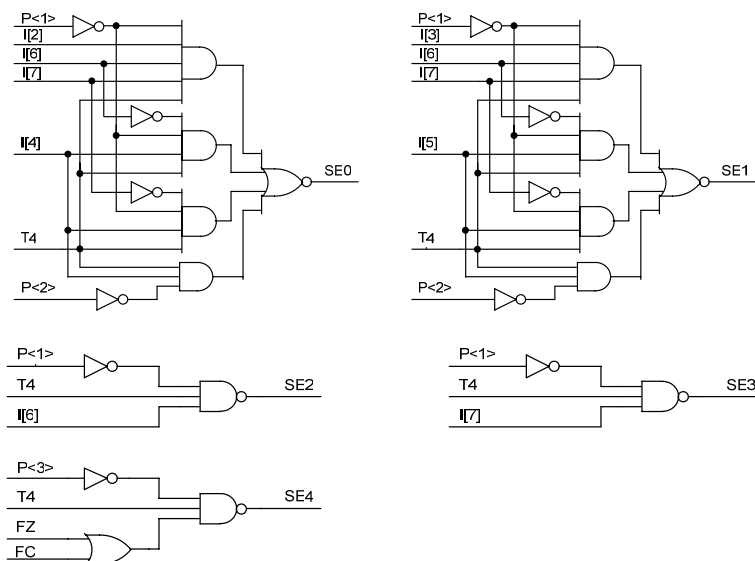 P<1>
I[2]
I[6]
I[7]
I[4]
SE0
T4
P<2>
P<1>
I[3]
I[6]
I[7]
I[5]
SE1
T4
P<2>
P<1>
T4
SE2
I[6]
P<1>
T4
SE3
I[7]
P<3>
T4
SE4
FZ
FC